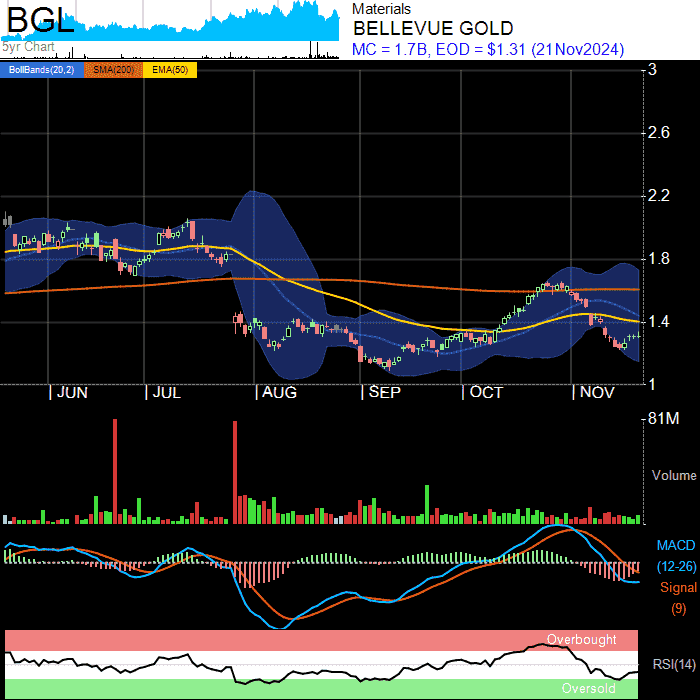 BGL
5yr Chart
Materials
BELLEVUE GOLD
MC = 1.7B, EOD = $1.31 (21Nov2024)
BollBands(20,2) SMA(200) EMA(50)
3
2.6
2.2
1.8
1.4
1
JUN JUL AUG SEP OCT NOV
81M
Volume
MACD
(12-26)
Signal
(9)
Overbought
RSI(14)
Oversold